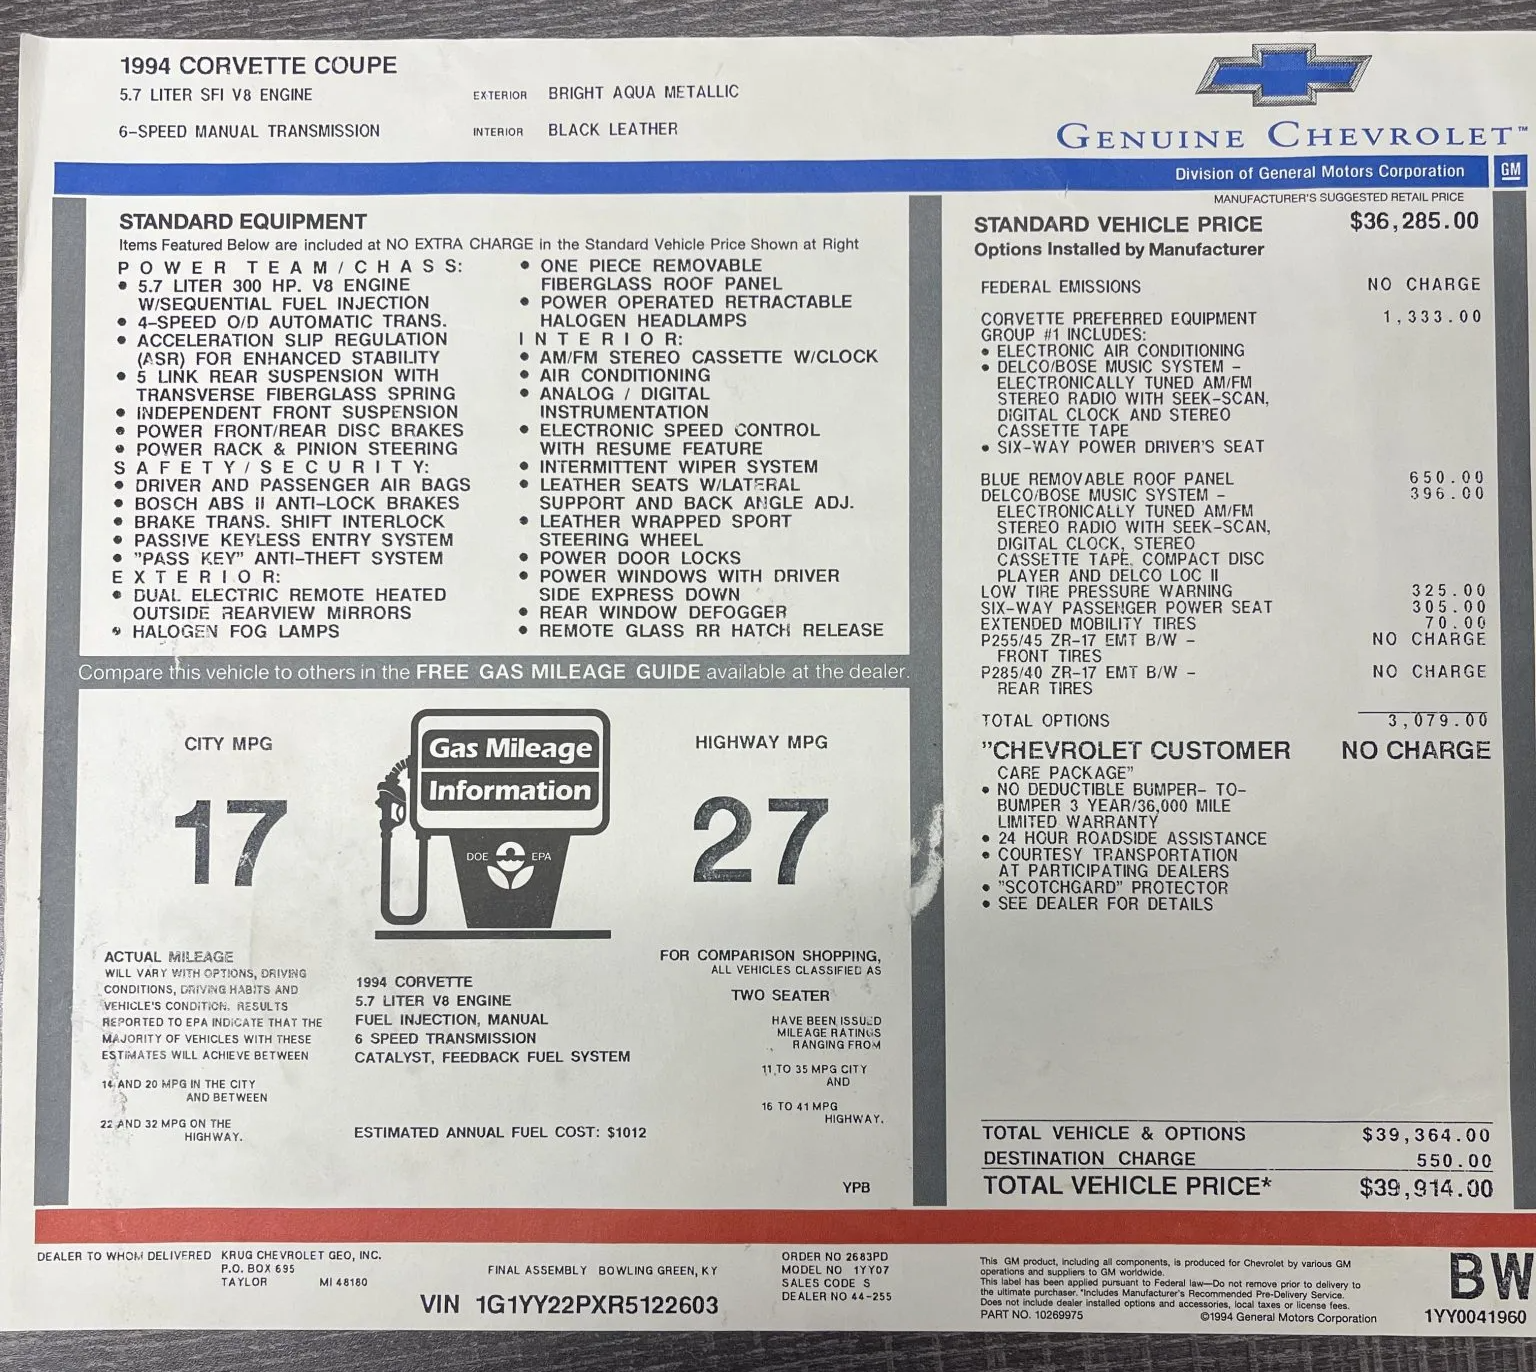 1994 CORVETTE COUPE
5.7 LITER SFI V8 ENGINE
6-SPEED MANUAL TRANSMISSION
EXTERIOR BRIGHT AQUA METALLIC
INTERIOR BLACK LEATHER
GENUINE CHEVROLET™
Division of General Motors Corporation
GM
STANDARD EQUIPMENT
Items Featured Below are included at NO EXTRA CHARGE in the Standard Vehicle Price Shown at Right
POWER TEAM/CHASS:
• 5.7 LITER 300 HP. V8 ENGINE
W/SEQUENTIAL FUEL INJECTION
• 4-SPEED O/D AUTOMATIC TRANS.
• ACCELERATION SLIP REGULATION
(ASR) FOR ENHANCED STABILITY
• 5 LINK REAR SUSPENSION WITH
TRANSVERSE FIBERGLASS SPRING
• INDEPENDENT FRONT SUSPENSION
• POWER FRONT/REAR DISC BRAKES
• POWER RACK & PINION STEERING
SAFETY/SECURITY:
• DRIVER AND PASSENGER AIR BAGS
• BOSCH ABS II ANTI-LOCK BRAKES
• BRAKE TRANS. SHIFT INTERLOCK
• PASSIVE KEYLESS ENTRY SYSTEM
• "PASS KEY" ANTI-THEFT SYSTEM
EXTERIOR:
• DUAL ELECTRIC REMOTE HEATED
OUTSIDE REARVIEW MIRRORS
• HALOGEN FOG LAMPS
• ONE PIECE REMOVABLE
FIBERGLASS ROOF PANEL
• POWER OPERATED RETRACTABLE
HALOGEN HEADLAMPS
INTERIOR:
• AM/FM STEREO CASSETTE W/CLOCK
• AIR CONDITIONING
• ANALOG / DIGITAL
INSTRUMENTATION
• ELECTRONIC SPEED CONTROL
WITH RESUME FEATURE
• INTERMITTENT WIPER SYSTEM
• LEATHER SEATS W/LATERAL
SUPPORT AND BACK ANGLE ADJ.
• LEATHER WRAPPED SPORT
STEERING WHEEL
• POWER DOOR LOCKS
• POWER WINDOWS WITH DRIVER
SIDE EXPRESS DOWN
• REAR WINDOW DEFOGGER
• REMOTE GLASS RR HATCH RELEASE
Compare this vehicle to others in the FREE GAS MILEAGE GUIDE available at the dealer.
CITY MPG
17
Gas Mileage
Information
DOE EPA
HIGHWAY MPG
27
ACTUAL MILEAGE
WILL VARY WITH OPTIONS, DRIVING
CONDITIONS, DRIVING HABITS AND
VEHICLE'S CONDITION. RESULTS
REPORTED TO EPA INDICATE THAT THE
MAJORITY OF VEHICLES WITH THESE
ESTIMATES WILL ACHIEVE BETWEEN
14 AND 20 MPG IN THE CITY
AND BETWEEN
22 AND 32 MPG ON THE
HIGHWAY.
1994 CORVETTE
5.7 LITER V8 ENGINE
FUEL INJECTION, MANUAL
6 SPEED TRANSMISSION
CATALYST, FEEDBACK FUEL SYSTEM
ESTIMATED ANNUAL FUEL COST: $1012
FOR COMPARISON SHOPPING,
ALL VEHICLES CLASSIFIED AS
TWO SEATER
HAVE BEEN ISSUED
MILEAGE RATINGS
RANGING FROM
11 TO 35 MPG CITY
AND
16 TO 41 MPG
HIGHWAY.
YPB
MANUFACTURER'S SUGGESTED RETAIL PRICE
STANDARD VEHICLE PRICE $36,285.00
Options Installed by Manufacturer
FEDERAL EMISSIONS NO CHARGE
CORVETTE PREFERRED EQUIPMENT 1,333.00
GROUP #1 INCLUDES:
• ELECTRONIC AIR CONDITIONING
• DELCO/BOSE MUSIC SYSTEM –
ELECTRONICALLY TUNED AM/FM
STEREO RADIO WITH SEEK-SCAN,
DIGITAL CLOCK AND STEREO
CASSETTE TAPE
• SIX-WAY POWER DRIVER'S SEAT
BLUE REMOVABLE ROOF PANEL 650.00
DELCO/BOSE MUSIC SYSTEM – 396.00
ELECTRONICALLY TUNED AM/FM
STEREO RADIO WITH SEEK-SCAN,
DIGITAL CLOCK, STEREO
CASSETTE TAPE, COMPACT DISC
PLAYER AND DELCO LOC II
LOW TIRE PRESSURE WARNING 325.00
SIX-WAY PASSENGER POWER SEAT 305.00
EXTENDED MOBILITY TIRES 70.00
P255/45 ZR-17 EMT B/W – NO CHARGE
FRONT TIRES
P285/40 ZR-17 EMT B/W – NO CHARGE
REAR TIRES
TOTAL OPTIONS 3,079.00
"CHEVROLET CUSTOMER NO CHARGE
CARE PACKAGE"
• NO DEDUCTIBLE BUMPER- TO-
BUMPER 3 YEAR/36,000 MILE
LIMITED WARRANTY
• 24 HOUR ROADSIDE ASSISTANCE
• COURTESY TRANSPORTATION
AT PARTICIPATING DEALERS
• "SCOTCHGARD" PROTECTOR
• SEE DEALER FOR DETAILS
TOTAL VEHICLE & OPTIONS $39,364.00
DESTINATION CHARGE 550.00
TOTAL VEHICLE PRICE* $39,914.00
DEALER TO WHOM DELIVERED KRUG CHEVROLET GEO, INC.
P.O. BOX 695
TAYLOR MI 48180
FINAL ASSEMBLY BOWLING GREEN, KY
VIN 1G1YY22PXR5122603
ORDER NO 2683PD
MODEL NO 1YY07
SALES CODE S
DEALER NO 44-255
This GM product, including all components, is produced for Chevrolet by various GM
operations and suppliers to GM worldwide.
This label has been applied pursuant to Federal law—Do not remove prior to delivery to
the ultimate purchaser. *Includes Manufacturer's Recommended Pre-Delivery Service.
Does not include dealer installed options and accessories, local taxes or license fees.
PART NO. 10269975 ©1994 General Motors Corporation
BW
1YY0041960